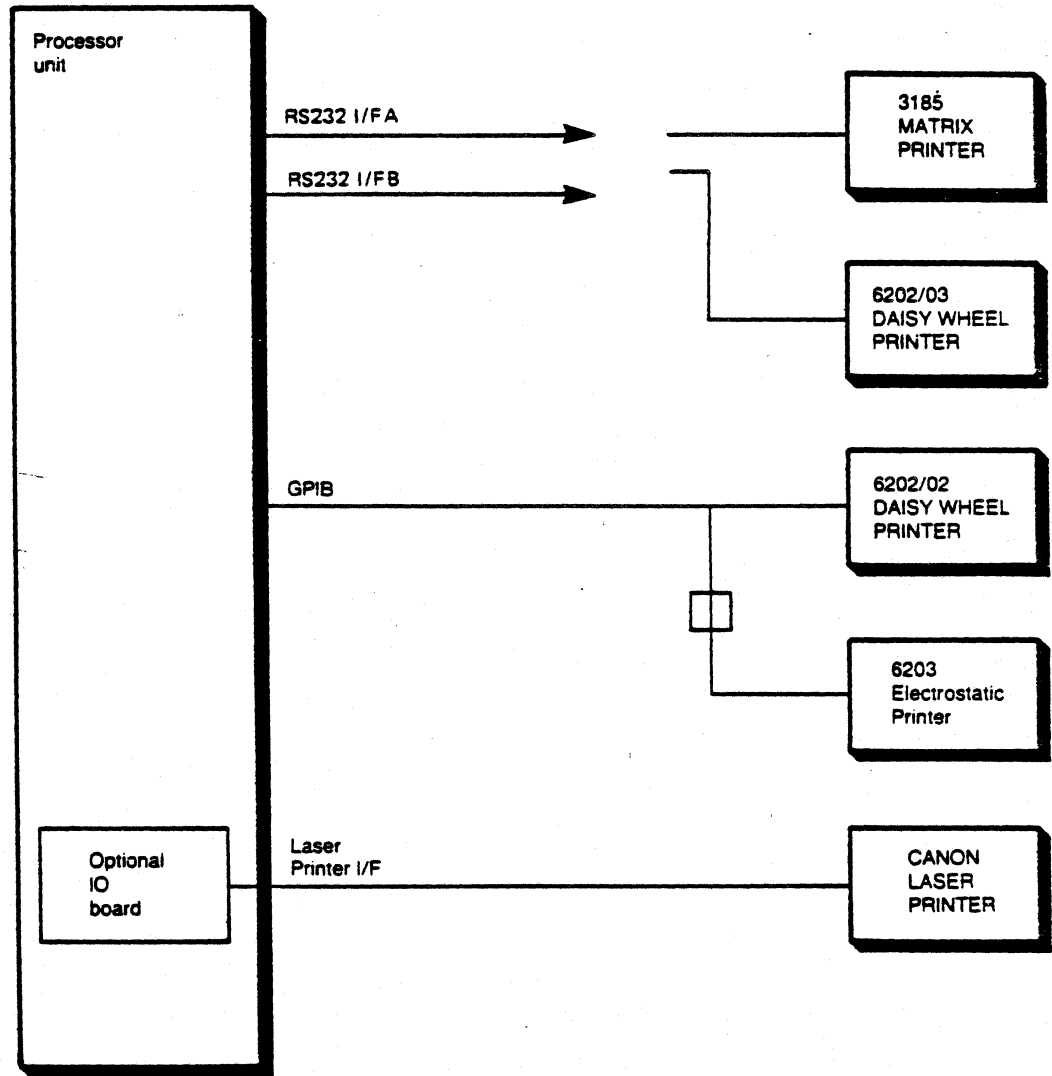 Processor
unit
RS232 I/FA
RS232 I/FB
3185
MATRIX
PRINTER
6202/03
DAISY WHEEL
PRINTER
GPIB
6202/02
DAISY WHEEL
PRINTER
6203
Electrostatic
Printer
Optional
IO
board
Laser
Printer I/F
CANON
LASER
PRINTER